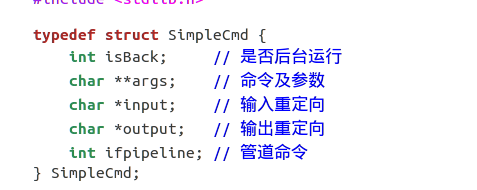 #include <stdlib.h>
typedef struct SimpleCmd {
    int isBack;     // 是否后台运行
    char **args;    // 命令及参数
    char *input;    // 输入重定向
    char *output;   // 输出重定向
    int ifpipeline; // 管道命令
} SimpleCmd;